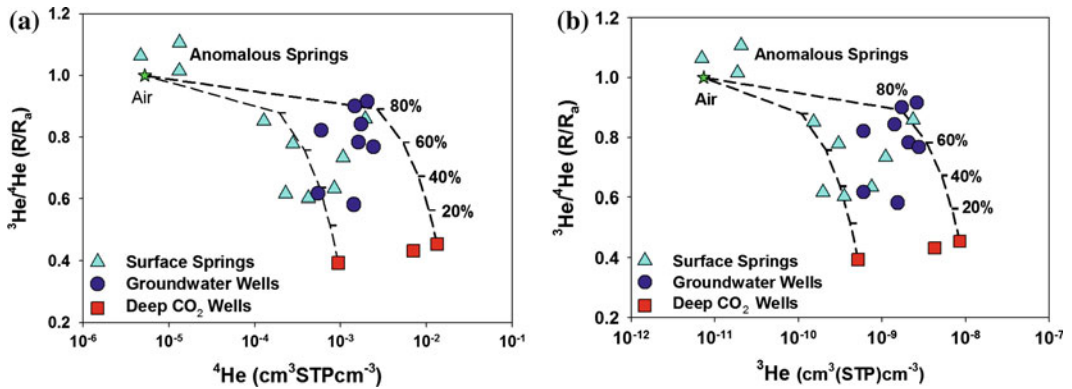 (a)
1.2
1.0
0.8
0.6
0.4
0.2
³He/⁴He (R/Rₐ)
Anomalous Springs
Air
80%
60%
40%
20%
Surface Springs
Groundwater Wells
Deep CO₂ Wells
10⁻⁶ 10⁻⁵ 10⁻⁴ 10⁻³ 10⁻² 10⁻¹
⁴He (cm³STPcm⁻³)
(b)
1.2
1.0
0.8
0.6
0.4
0.2
³He/⁴He (R/Rₐ)
Anomalous Springs
Air
80%
60%
40%
20%
Surface Springs
Groundwater Wells
Deep CO₂ Wells
10⁻¹¹ 10⁻¹⁰ 10⁻⁹ 10⁻⁸ 10⁻⁷
³He (cm³(STP)cm⁻³)